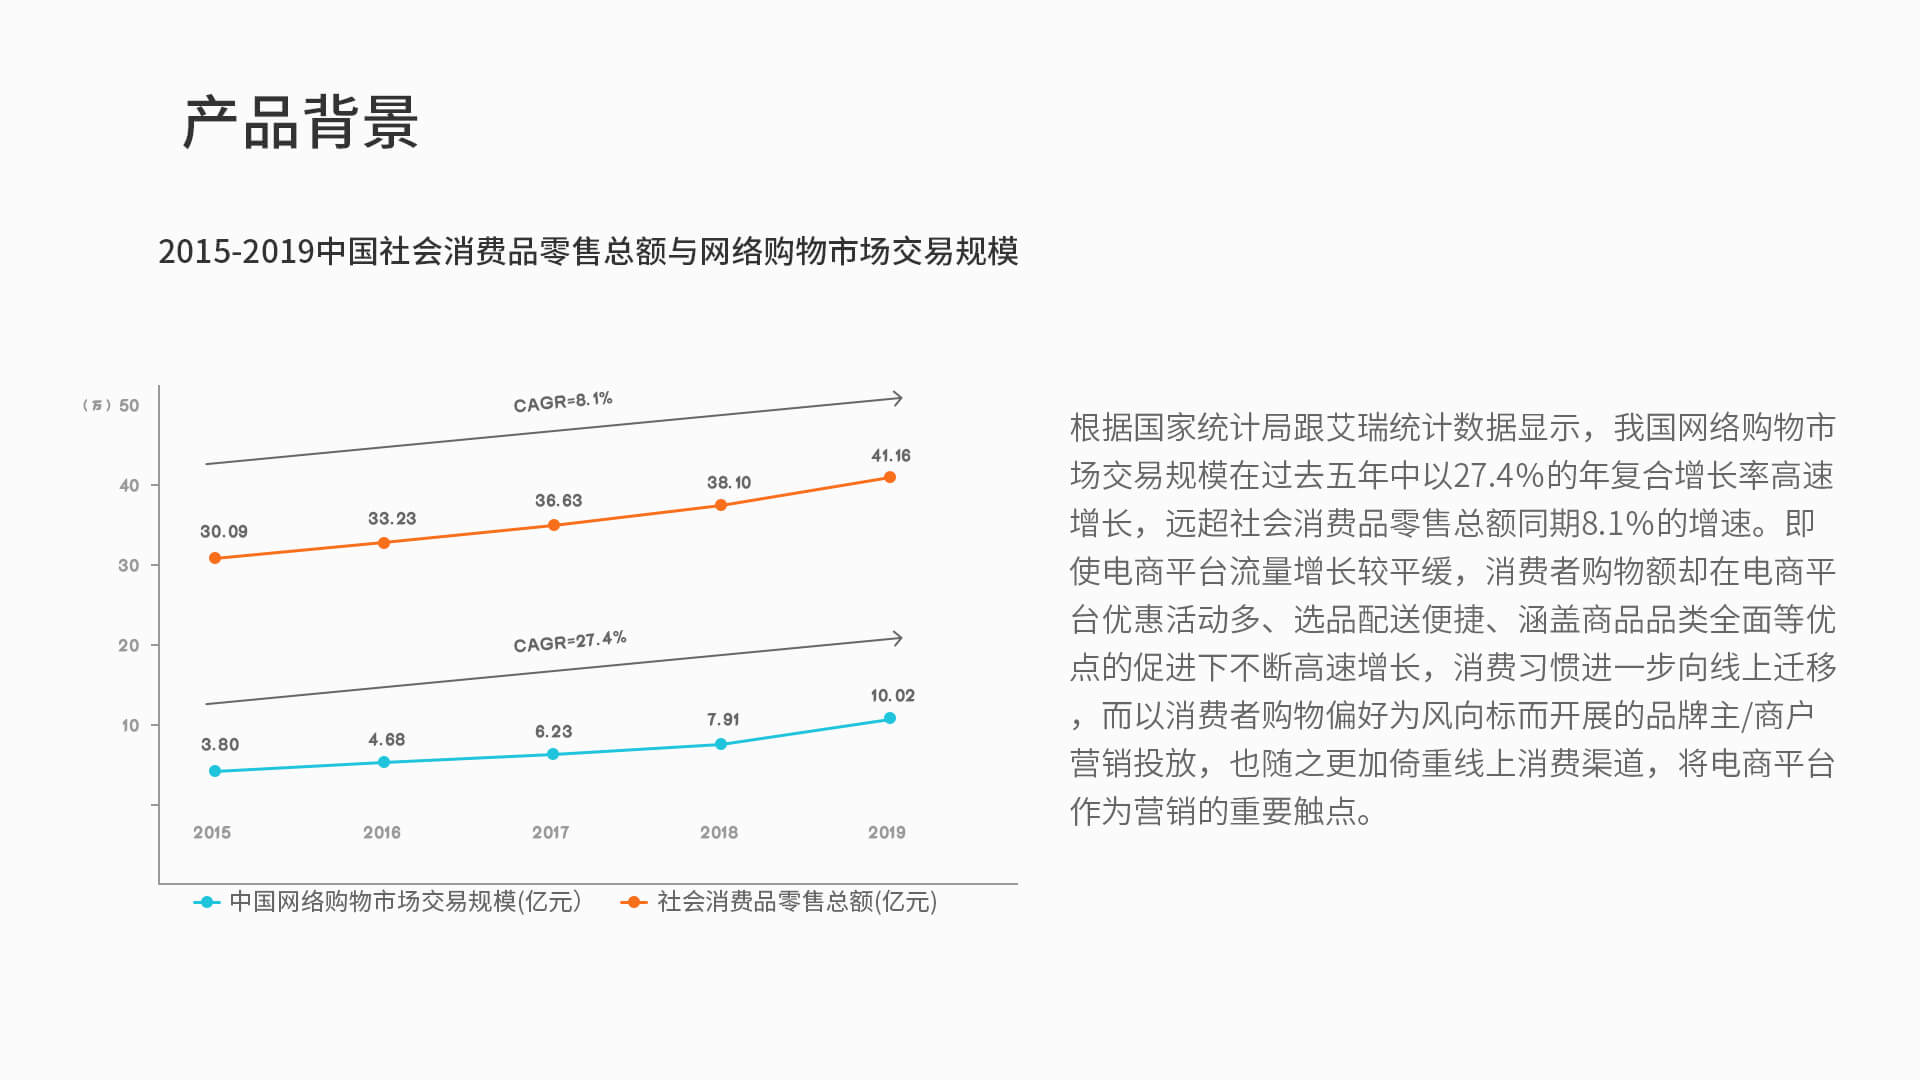 产品背景
2015-2019中国社会消费品零售总额与网络购物市场交易规模
（万）50
40
30
20
10
CAGR=8.1%
30.09
33.23
36.63
38.10
41.16
CAGR=27.4%
3.80
4.68
6.23
7.91
10.02
2015
2016
2017
2018
2019
中国网络购物市场交易规模(亿元）
社会消费品零售总额(亿元)
根据国家统计局跟艾瑞统计数据显示，我国网络购物市
场交易规模在过去五年中以27.4%的年复合增长率高速
增长，远超社会消费品零售总额同期8.1%的增速。即
使电商平台流量增长较平缓，消费者购物额却在电商平
台优惠活动多、选品配送便捷、涵盖商品品类全面等优
点的促进下不断高速增长，消费习惯进一步向线上迁移
，而以消费者购物偏好为风向标而开展的品牌主/商户
营销投放，也随之更加倚重线上消费渠道，将电商平台
作为营销的重要触点。